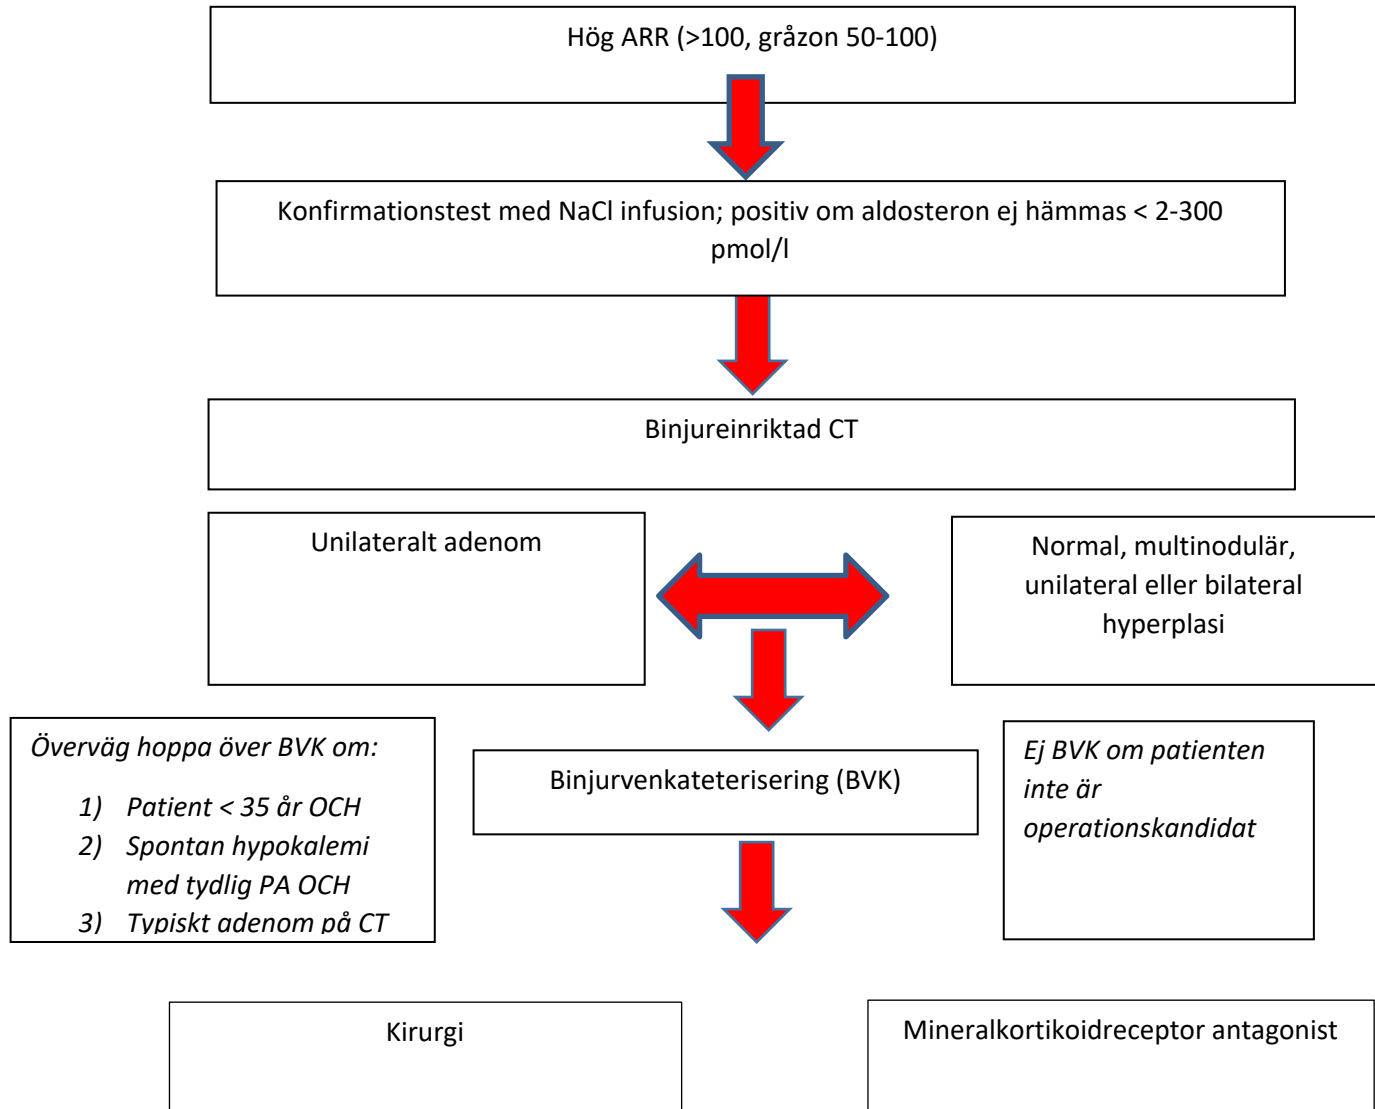 Hög ARR (>100, gråzon 50-100)
Konfirmationstest med NaCl infusion; positiv om aldosteron ej hämmas < 2-300
pmol/l
Binjureinriktad CT
Unilateralt adenom
Normal, multinodulär,
unilateral eller bilateral
hyperplasi
Överväg hoppa över BVK om:
1) Patient < 35 år OCH
2) Spontan hypokalemi
med tydlig PA OCH
3) Typiskt adenom på CT
Binjurvenkateterisering (BVK)
Ej BVK om patienten
inte är
operationskandidat
Kirurgi
Mineralkortikoidreceptor antagonist